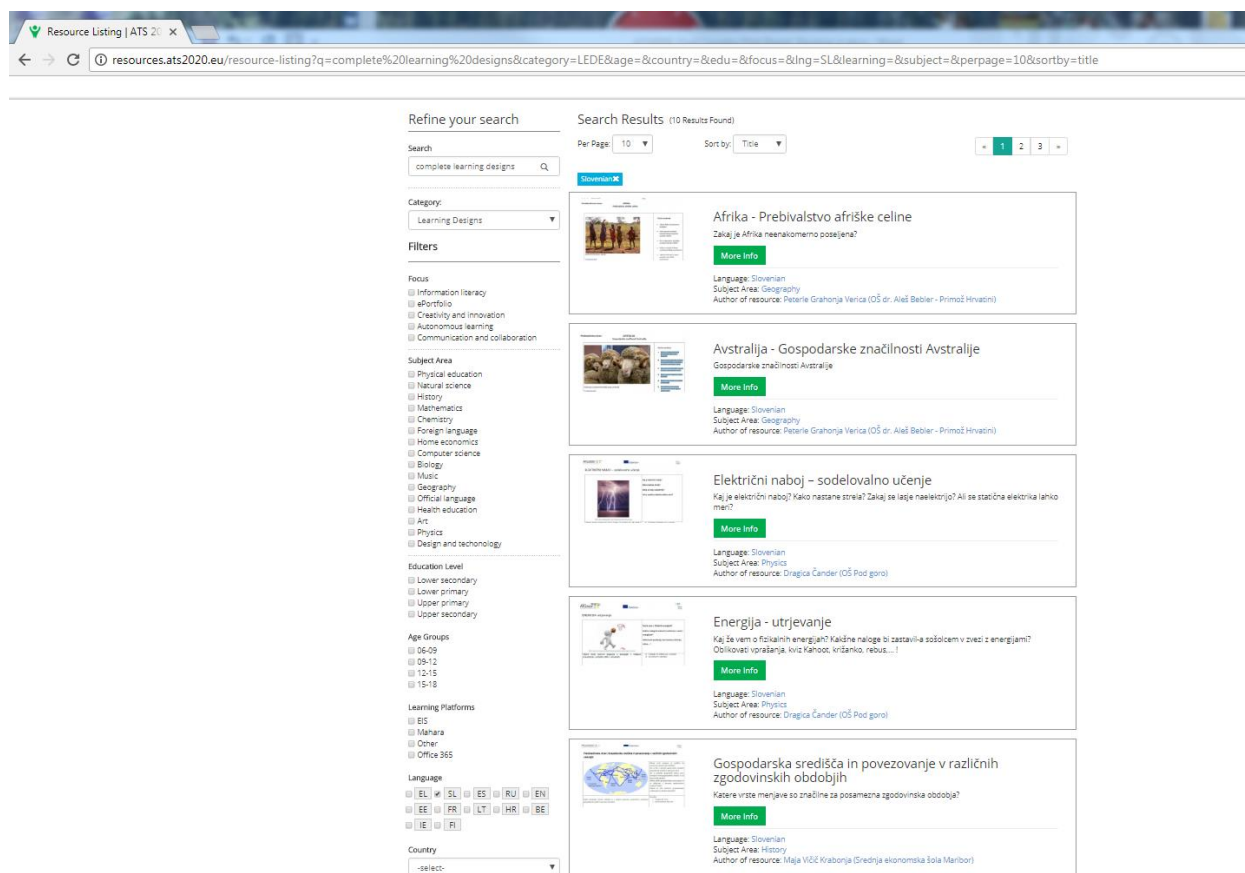 Resource Listing | ATS 20
resources.ats2020.eu/resource-listing?q=complete%20learning%20designs&category=LEDE&age=&country=&edu=&focus=&lng=SL&learning=&subject=&perpage=10&sortby=title
Refine your search
Search
complete learning designs
Category:
Learning Designs
Filters
Focus
Information literacy
ePortfolio
Creativity and innovation
Autonomous learning
Communication and collaboration
Subject Area
Physical education
Natural science
History
Mathematics
Chemistry
Foreign language
Home economics
Computer science
Biology
Music
Geography
Official language
Health education
Art
Physics
Design and techonology
Education Level
Lower secondary
Lower primary
Upper primary
Upper secondary
Age Groups
06-09
09-12
12-15
15-18
Learning Platforms
EIS
Mahara
Other
Office 365
Language
EL SL ES RU EN
EE FR LT HR BE
IE FI
Country
-select-
Search Results (10 Results Found)
Per Page: 10 Sort by: Title
« 1 2 3 »
Slovenian✖
Afrika - Prebivalstvo afriške celine
Zakaj je Afrika neenakomerno poseljena?
More Info
Language: Slovenian
Subject Area: Geography
Author of resource: Peterle Grahonja Verica (OŠ dr. Aleš Bebler - Primož Hrvatini)
Avstralija - Gospodarske značilnosti Avstralije
Gospodarske značilnosti Avstralije
More Info
Language: Slovenian
Subject Area: Geography
Author of resource: Peterle Grahonja Verica (OŠ dr. Aleš Bebler - Primož Hrvatini)
Električni naboj – sodelovalno učenje
Kaj je električni naboj? Kako nastane strela? Zakaj se lasje naelektrijo? Ali se statična elektrika lahko
meri?
More Info
Language: Slovenian
Subject Area: Physics
Author of resource: Dragica Čander (OŠ Pod goro)
Energija - utrjevanje
Kaj že vem o fizikalnih energijah? Kakšne naloge bi zastavil-a sošolcem v zvezi z energijami?
Oblikovati vprašanja, kviz Kahoot, križanko, rebus,... !
More Info
Language: Slovenian
Subject Area: Physics
Author of resource: Dragica Čander (OŠ Pod goro)
Gospodarska središča in povezovanje v različnih
zgodovinskih obdobjih
Katere vrste menjave so značilne za posamezna zgodovinska obdobja?
More Info
Language: Slovenian
Subject Area: History
Author of resource: Maja Vičič Krabonja (Srednja ekonomska šola Maribor)